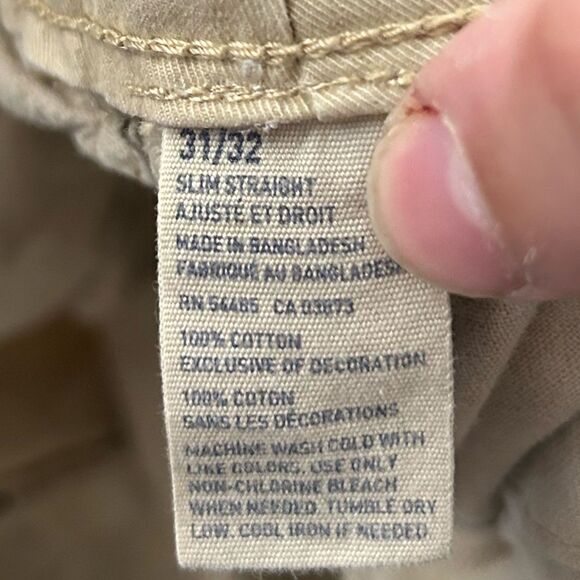 31/32
SLIM STRAIGHT
AJUSTÉ ET DROIT
MADE IN BANGLADESH
FABRIQUÉ AU BANGLADESH
RN 54485 CA 03873
100% COTTON
EXCLUSIVE OF DECORATION
100% COTON
SANS LES DÉCORATIONS
MACHINE WASH COLD WITH
LIKE COLORS. USE ONLY
NON-CHLORINE BLEACH
WHEN NEEDED. TUMBLE DRY
LOW. COOL IRON IF NEEDED